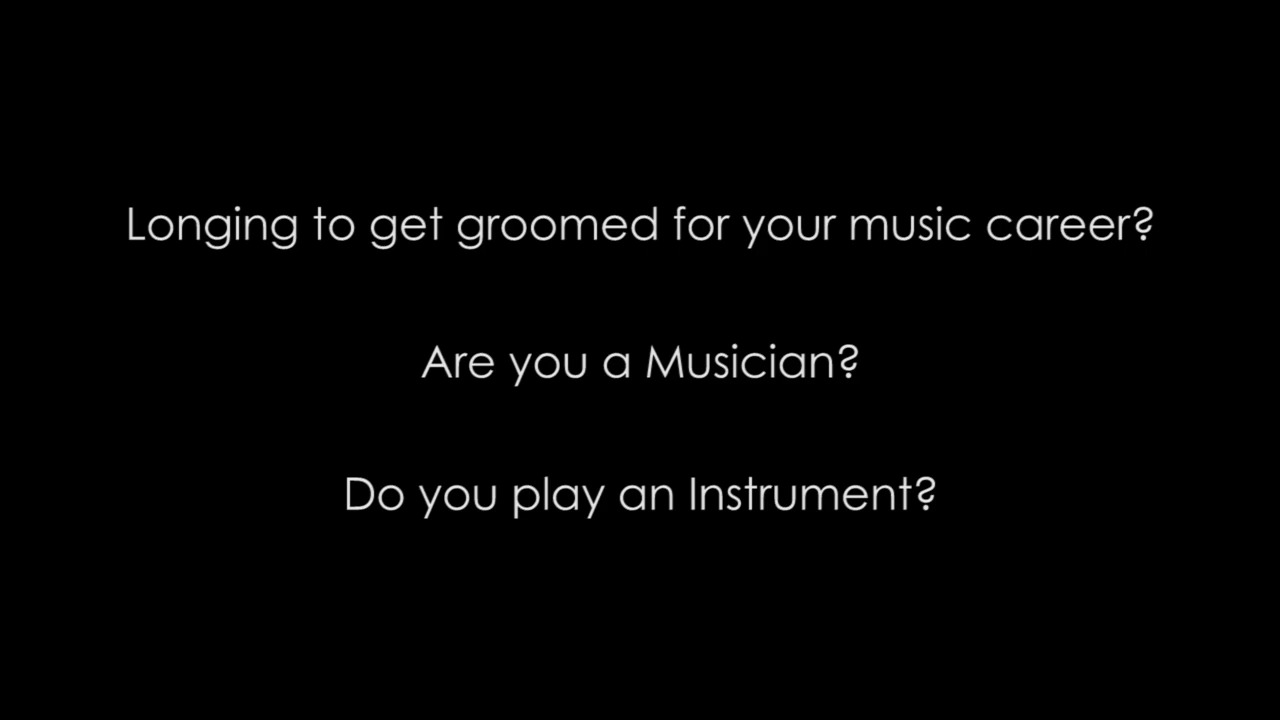 Longing to get groomed for your music career?
Are you a Musician?
Do you play an Instrument?